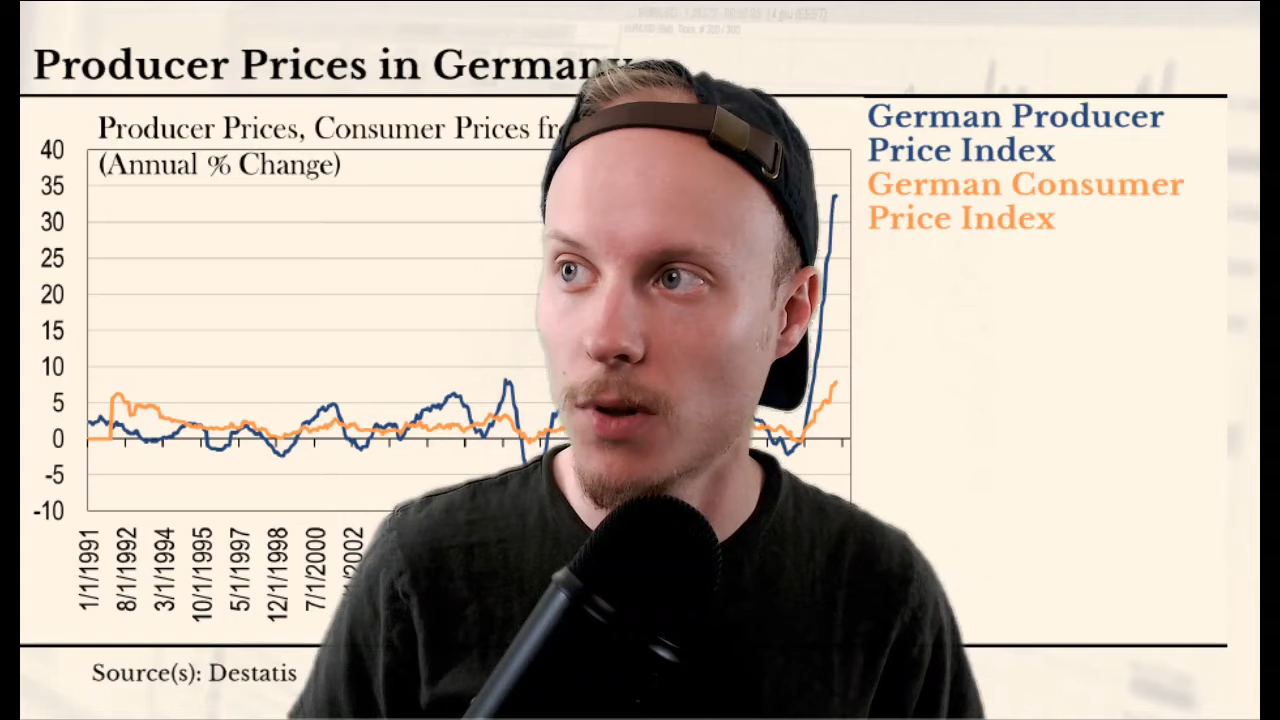 Producer Prices in Germany
Producer Prices, Consumer Prices
(Annual % Change)
German Producer
Price Index
German Consumer
Price Index
40
35
30
25
20
15
10
5
0
-5
-10
1/1/1991
8/1/1992
3/1/1994
10/1/1995
5/1/1997
12/1/1998
7/1/2000
Source(s): Destatis